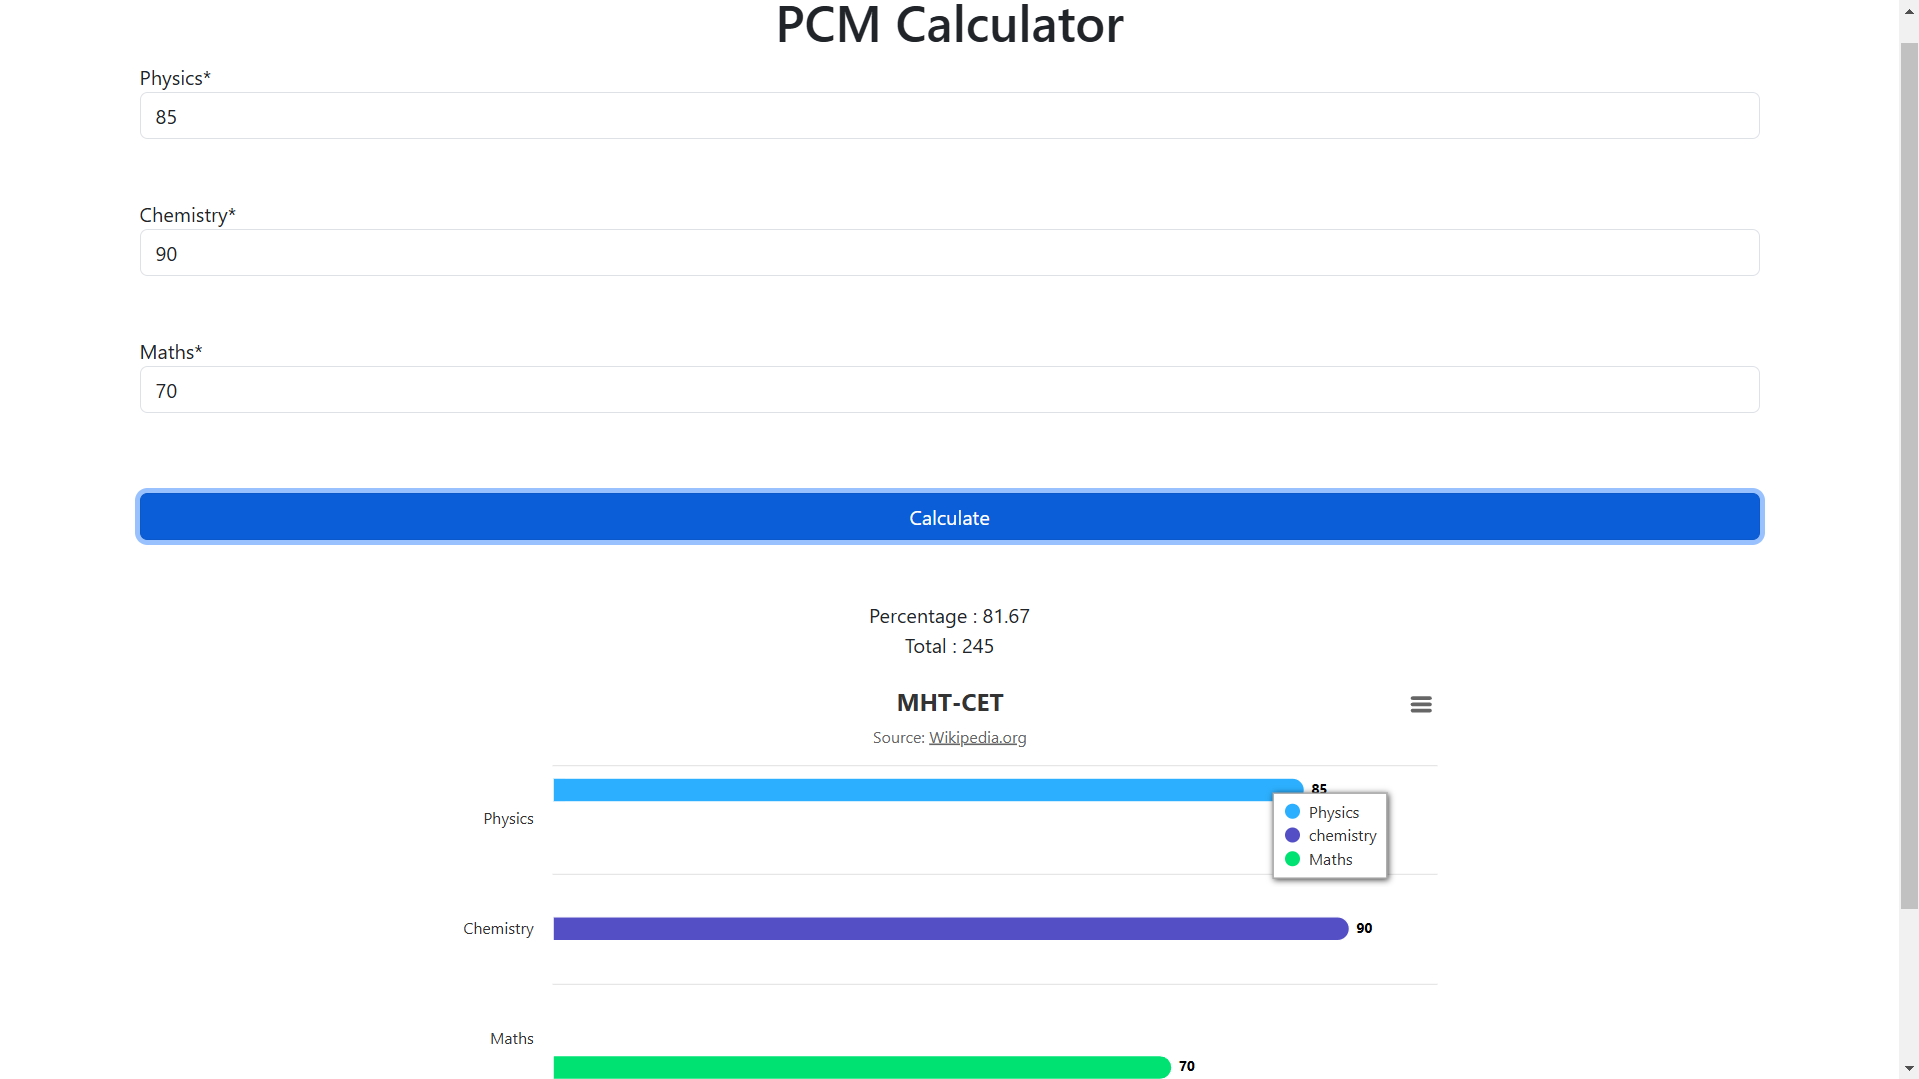 PCM Calculator
Physics*
85
Chemistry*
90
Maths*
70
Calculate
Percentage : 81.67
Total : 245
MHT-CET
Source: Wikipedia.org
Physics
85
Physics
chemistry
Maths
Chemistry
90
Maths
70